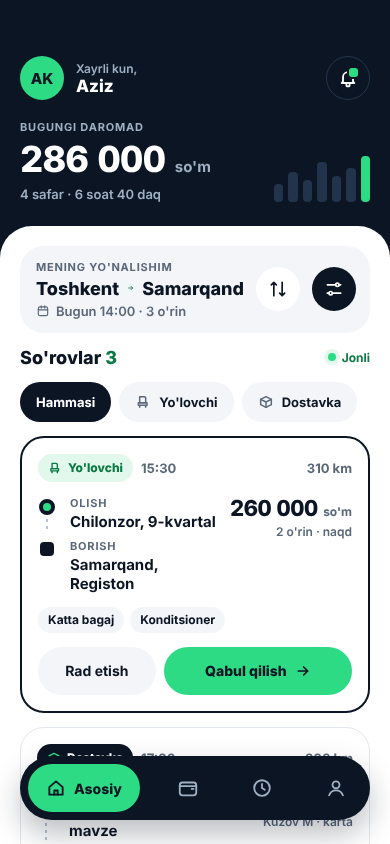 AK
Xayrli kun,
Aziz
BUGUNGI DAROMAD
286 000 so'm
4 safar · 6 soat 40 daq
MENING YO'NALISHIM
Toshkent → Samarqand
Bugun 14:00 · 3 o'rin
So'rovlar 3
Jonli
Hammasi
Yo'lovchi
Dostavka
Yo'lovchi 15:30 310 km
OLISH
Chilonzor, 9-kvartal
260 000 so'm
2 o'rin · naqd
BORISH
Samarqand,
Registon
Katta bagaj
Konditsioner
Rad etish
Qabul qilish →
Asosiy
mavze